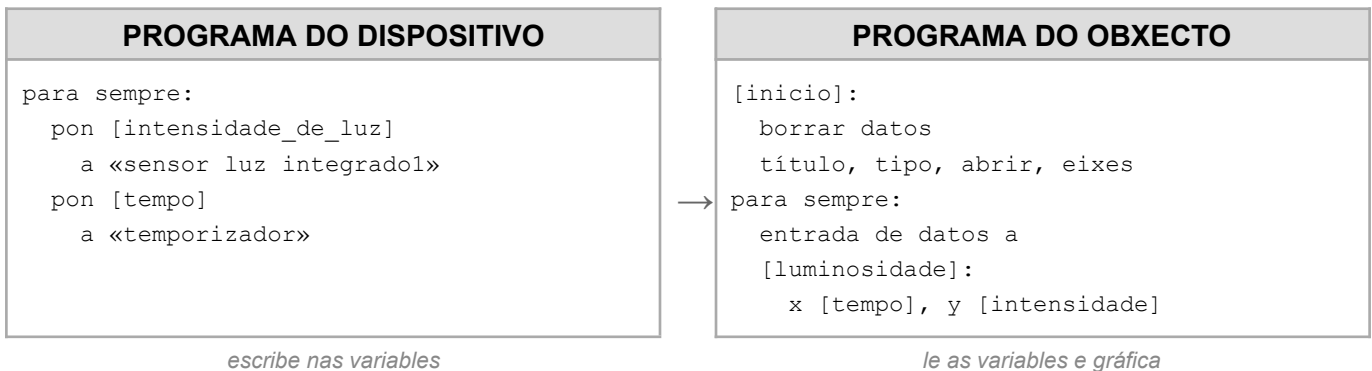 PROGRAMA DO DISPOSITIVO
para sempre:
pon [intensidade_de_luz]
a «sensor luz integrado1»
pon [tempo]
a «temporizador»
escribe nas variables
→
PROGRAMA DO OBXECTO
[inicio]:
borrar datos
título, tipo, abrir, eixes
para sempre:
entrada de datos a
[luminosidade]:
x [tempo], y [intensidade]
le as variables e gráfica